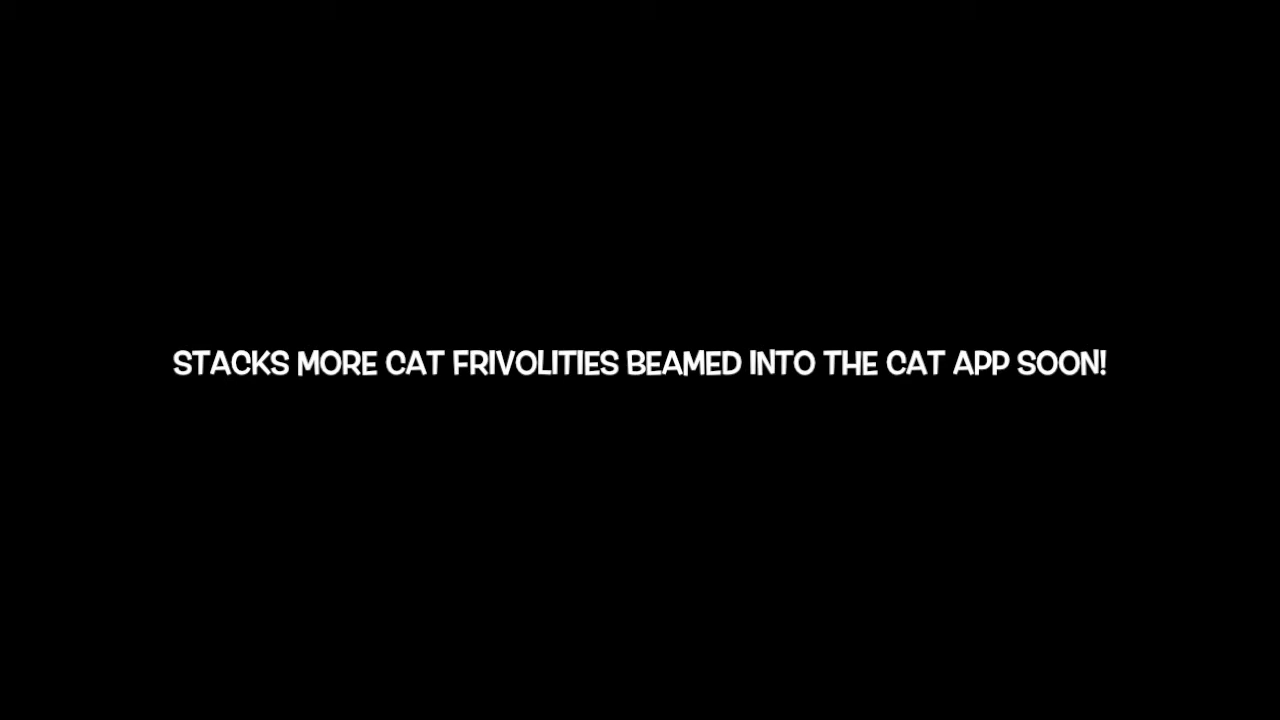 STACKS MORE CAT FRIVOLITIES BEAMED INTO THE CAT APP SOON!